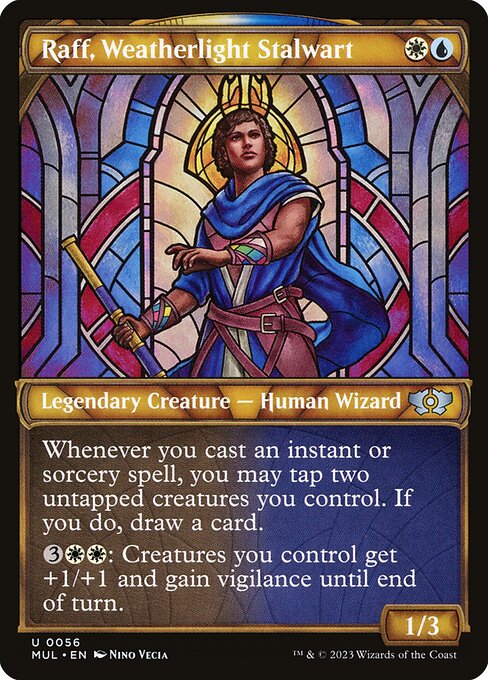 Raff, Weatherlight Stalwart
Legendary Creature — Human Wizard
Whenever you cast an instant or
sorcery spell, you may tap two
untapped creatures you control. If
you do, draw a card.
3: Creatures you control get
+1/+1 and gain vigilance until end
of turn.
1/3
U 0056
MUL • EN Nino Vecia
™ & © 2023 Wizards of the Coast